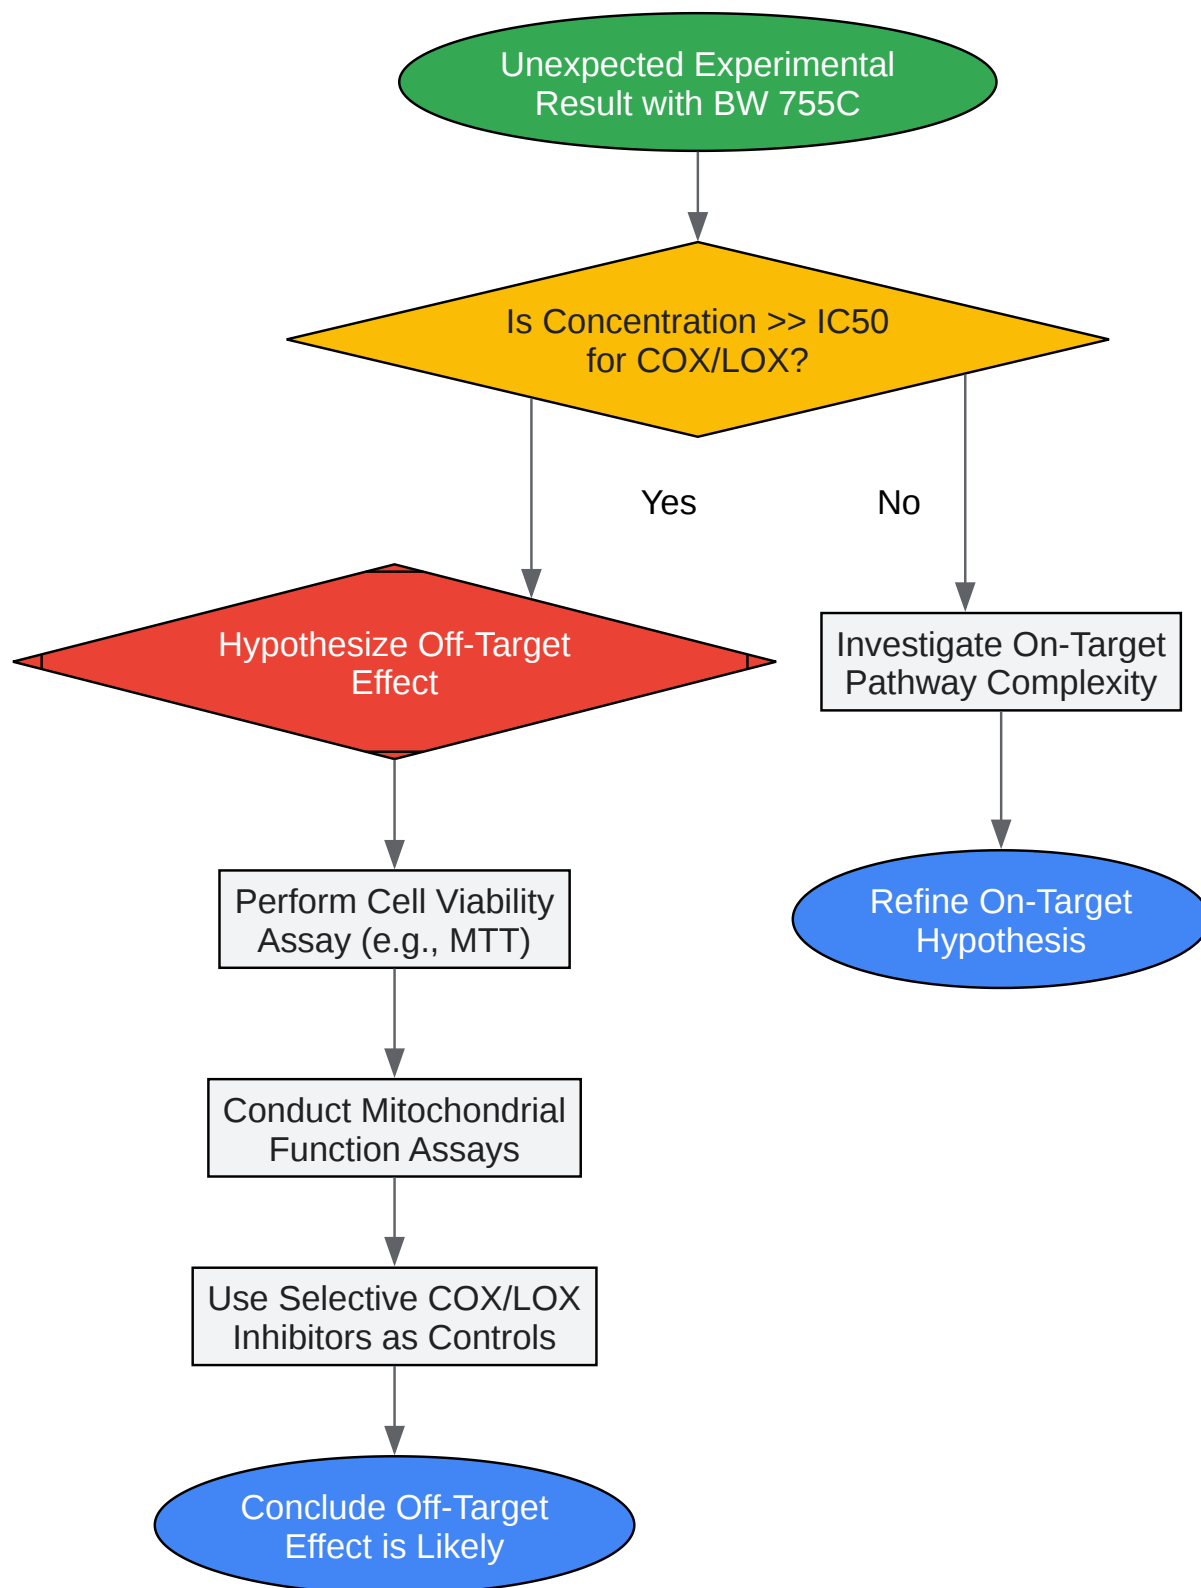 Unexpected Experimental
Result with BW 755C
Is Concentration >> IC50
for COX/LOX?
Yes
No
Hypothesize Off-Target
Effect
Investigate On-Target
Pathway Complexity
Perform Cell Viability
Assay (e.g., MTT)
Refine On-Target
Hypothesis
Conduct Mitochondrial
Function Assays
Use Selective COX/LOX
Inhibitors as Controls
Conclude Off-Target
Effect is Likely